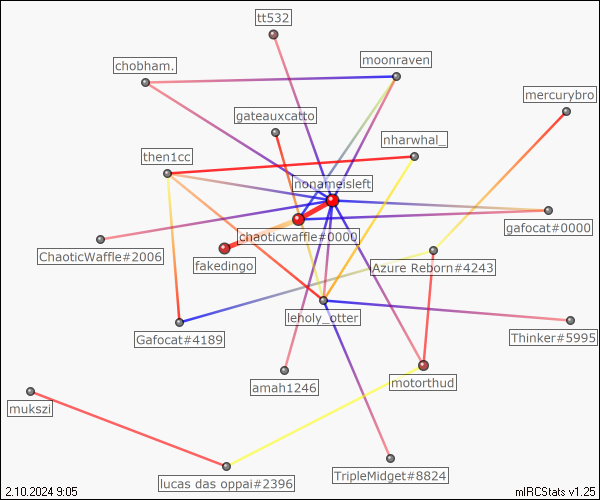 tt532
moonraven
chobham.
mercurybro
gateauxcatto
nharwhal_
then1cc
nonameisleft
gafocat#0000
chaoticwaffle#0000
ChaoticWaffle#2006
fakedingo
Azure Reborn#4243
leholy_otter
Gafocat#4189
Thinker#5995
amah1246
motorthud
mukszi
lucas das oppai#2396
TripleMidget#8824
2.10.2024 9:05
mIRCStats v1.25